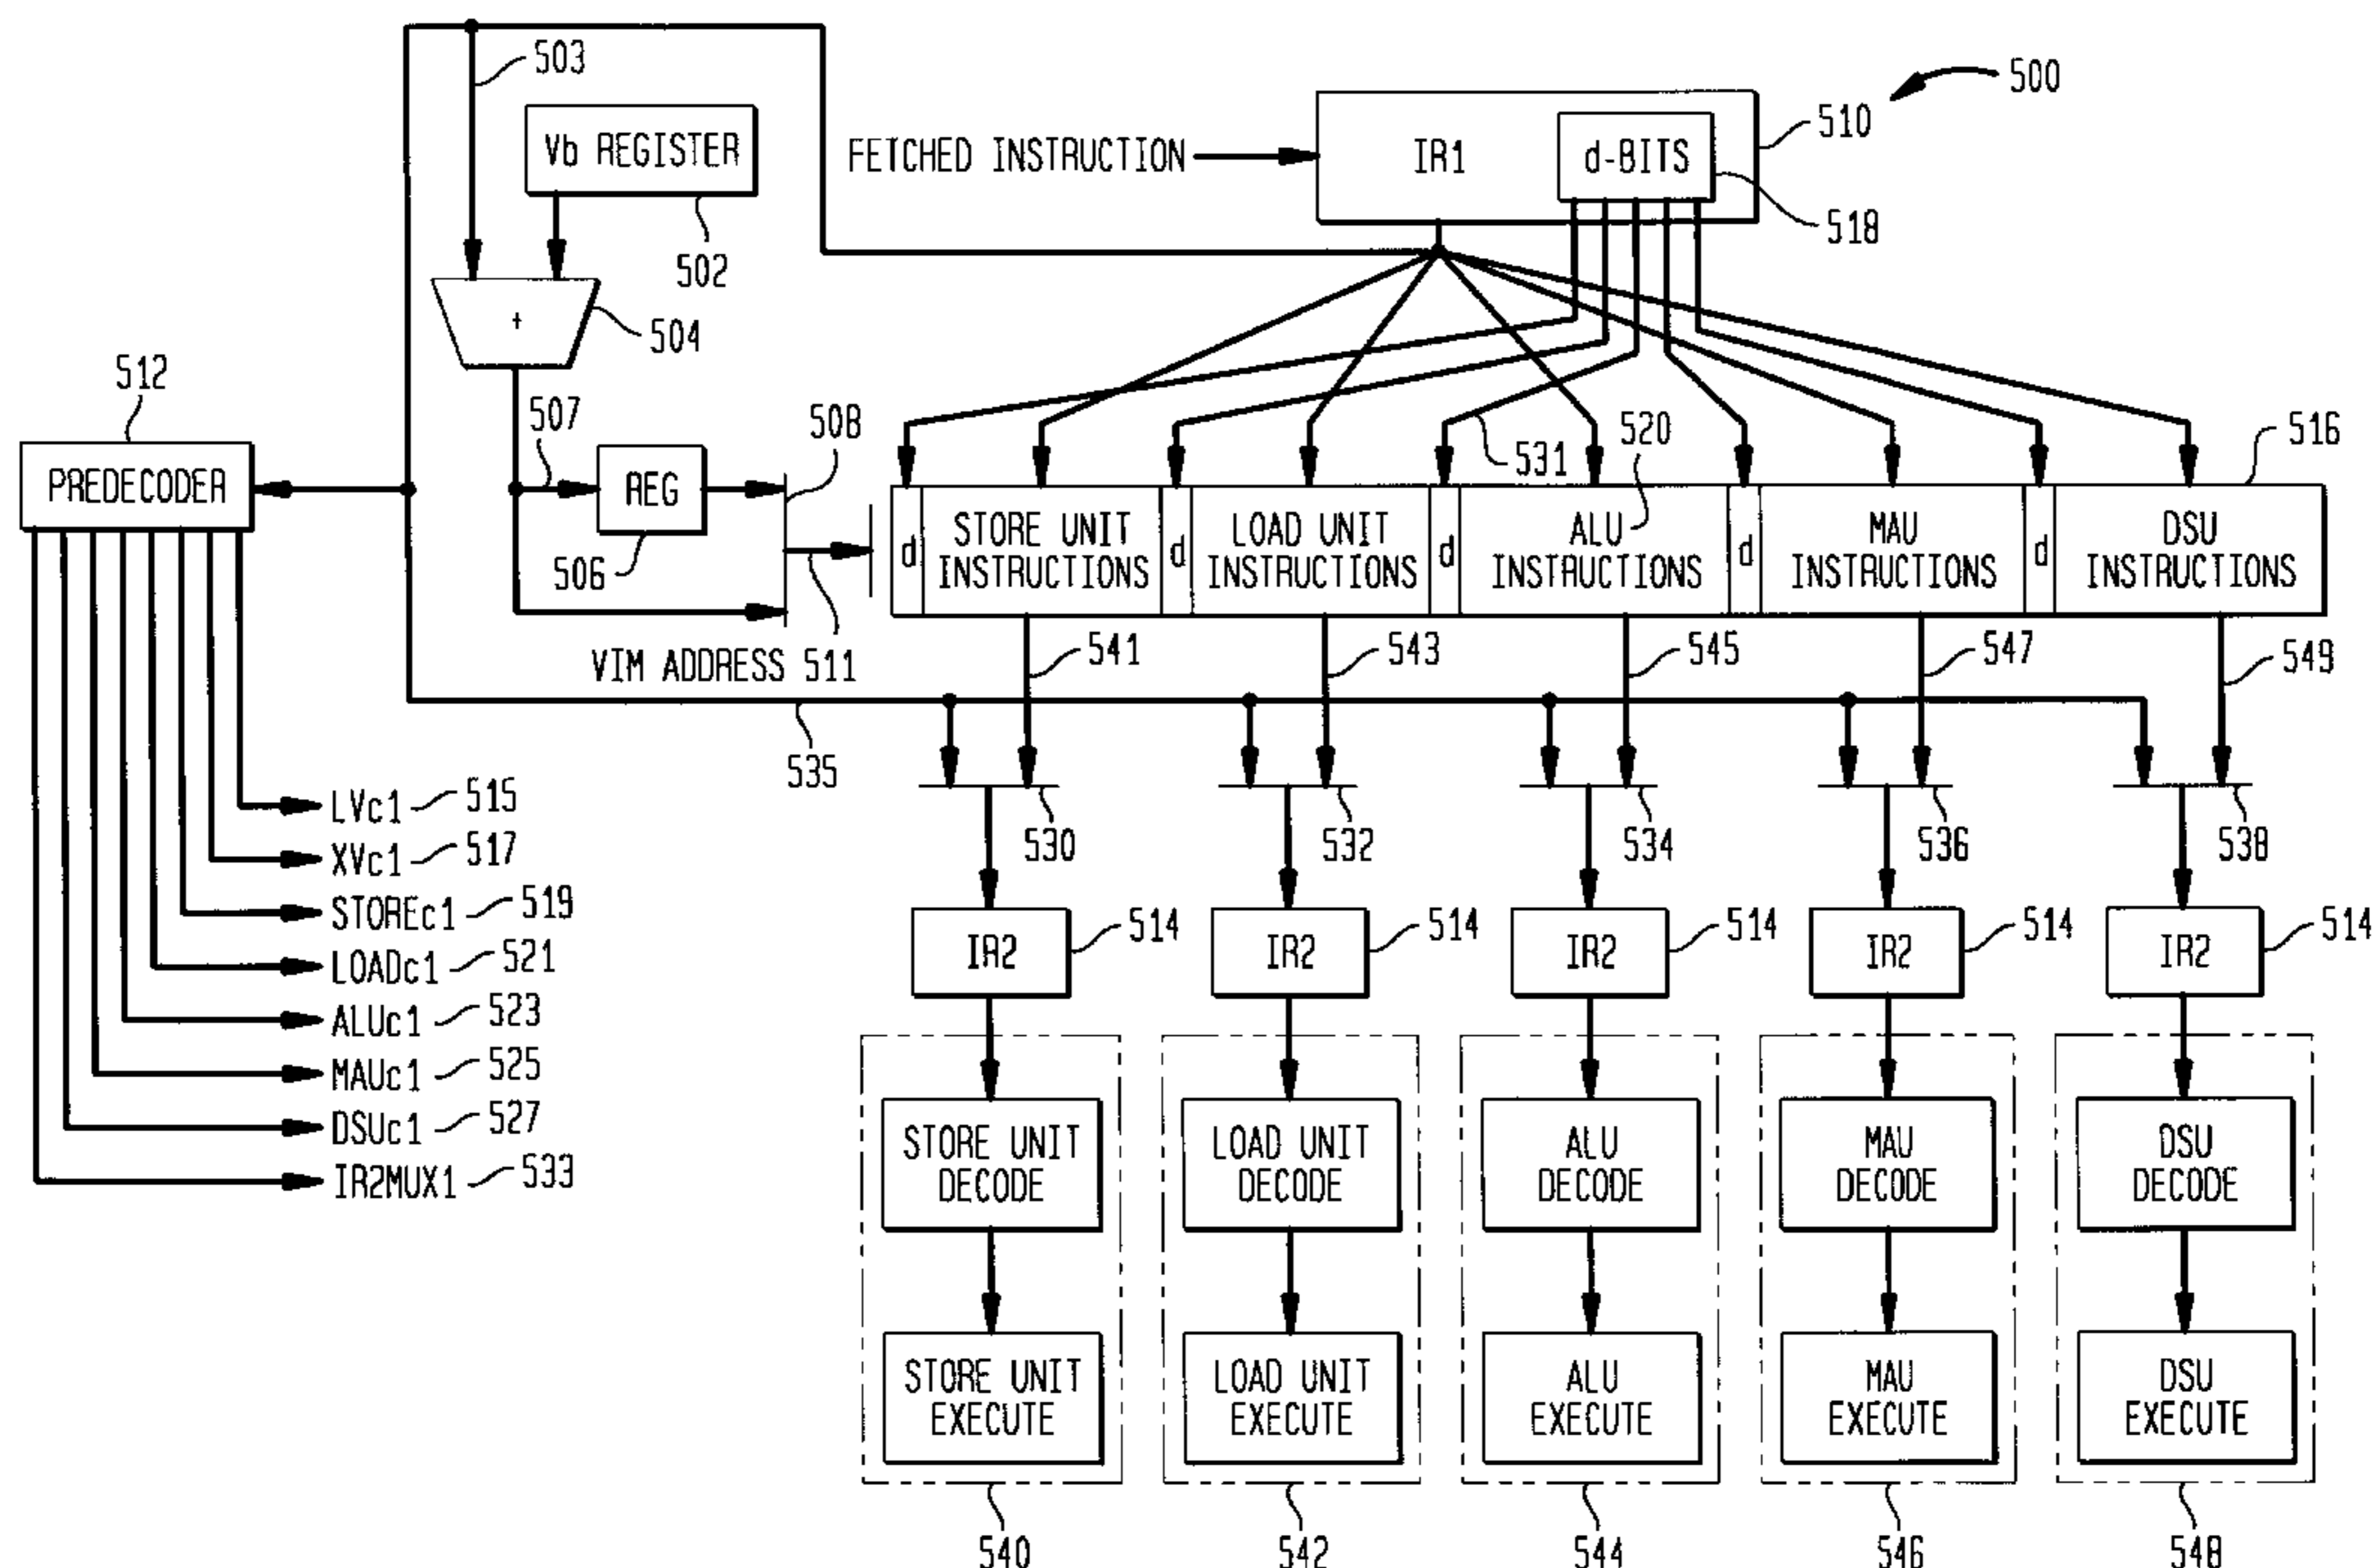 503
500
Vb REGISTER
502
FETCHED INSTRUCTION
IR1
d-BITS
510
518
+
504
512
PREDECODER
507
REG
506
508
VIM ADDRESS 511
531
520
516
d
STORE UNIT
INSTRUCTIONS
d
LOAD UNIT
INSTRUCTIONS
d
ALU
INSTRUCTIONS
d
MAU
INSTRUCTIONS
d
DSU
INSTRUCTIONS
541
543
545
547
549
535
530
532
534
536
538
LVc1 515
XVc1 517
STOREc1 519
LOADc1 521
ALUc1 523
MAUc1 525
DSUc1 527
IR2MUX1 533
IR2
514
IR2
514
IR2
514
IR2
514
IR2
514
STORE UNIT
DECODE
LOAD UNIT
DECODE
ALU
DECODE
MAU
DECODE
DSU
DECODE
STORE UNIT
EXECUTE
LOAD UNIT
EXECUTE
ALU
EXECUTE
MAU
EXECUTE
DSU
EXECUTE
540
542
544
546
548